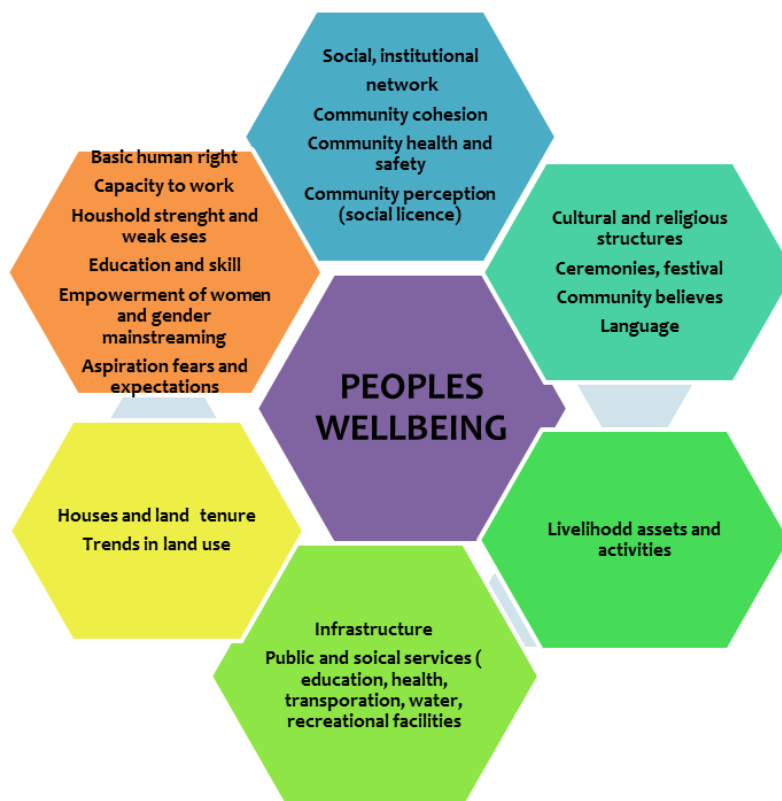 Social, institutional
network
Community cohesion
Community health and
safety
Community perception
(social licence)
Basic human right
Capacity to work
Houshold strenght and
weak eses
Education and skill
Empowerment of women
and gender
mainstreaming
Aspiration fears and
expectations
Cultural and religious
structures
Ceremonies, festival
Community believes
Language
PEOPLES
WELLBEING
Houses and land tenure
Trends in land use
Livelihodd assets and
activities
Infrastructure
Public and soical services (
education, health,
transporation, water,
recreational facilities